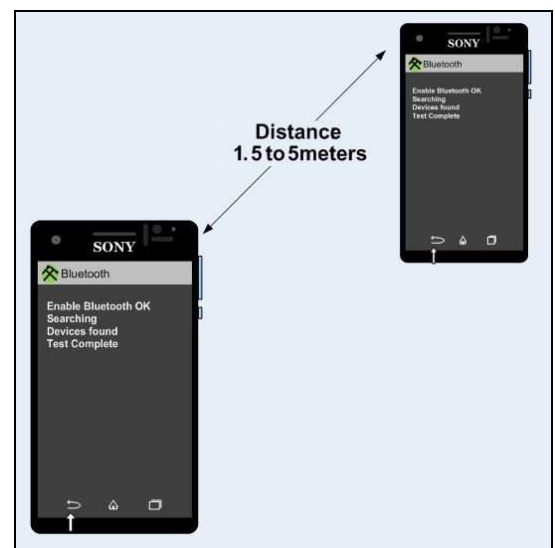 SONY
Bluetooth
Enable Bluetooth OK
Searching
Devices found
Test Complete
Distance
1.5 to 5meters
SONY
Bluetooth
Enable Bluetooth OK
Searching
Devices found
Test Complete